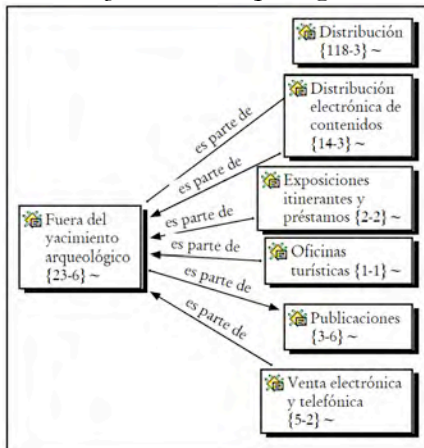 Distribución
{118-3} ~
Distribución
electrónica de
contenidos
{14-3} ~
es parte de
es parte de
Exposiciones
itinerantes y
préstamos {2-2} ~
es parte de
Fuera del
yacimiento
arqueológico
{23-6} ~
es parte de
Oficinas
turísticas {1-1} ~
es parte de
Publicaciones
{3-6} ~
es parte de
Venta electrónica
y telefónica
{5-2} ~